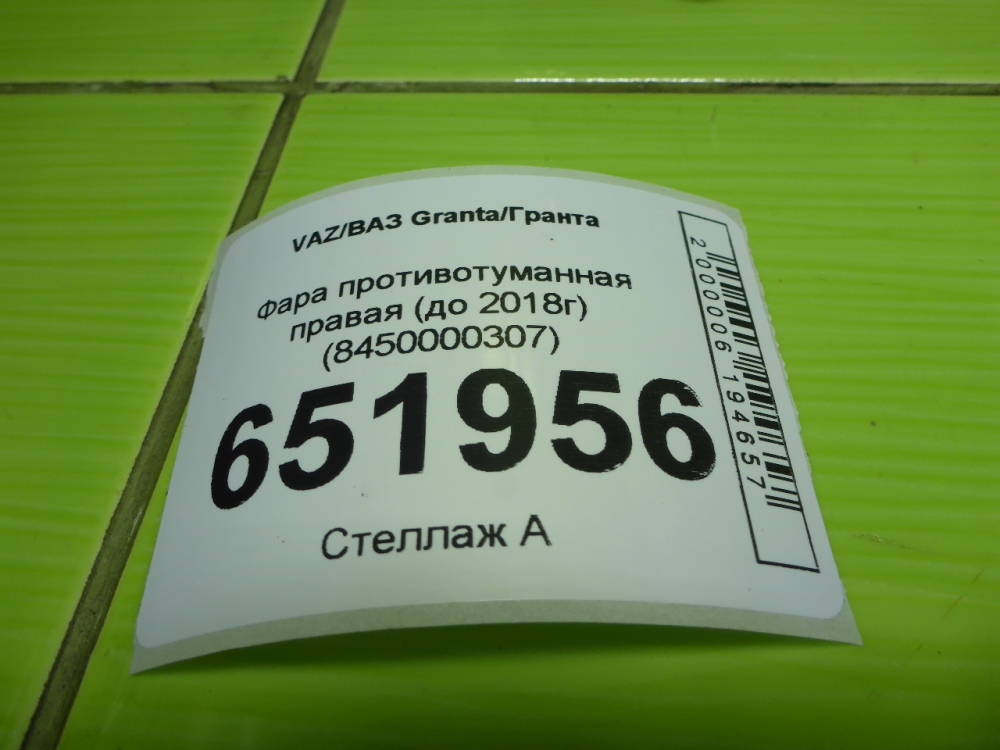 VAZ/ВАЗ Granta/Гранта
Фара противотуманная
правая (до 2018г)
(8450000307)
651956
Стеллаж А
2000006194657